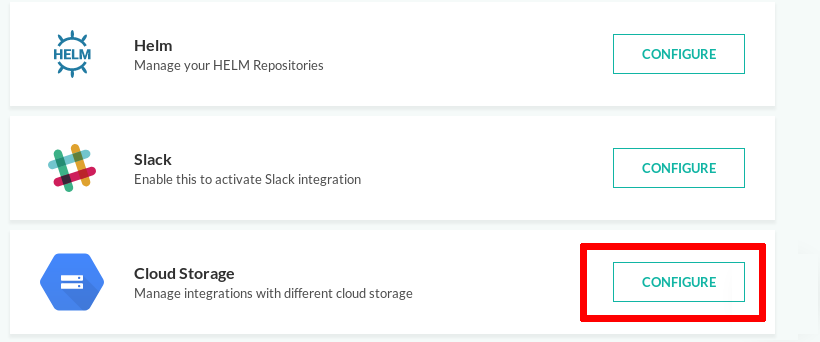 HELM
Helm
Manage your HELM Repositories
CONFIGURE
Slack
Enable this to activate Slack integration
CONFIGURE
Cloud Storage
Manage integrations with different cloud storage
CONFIGURE